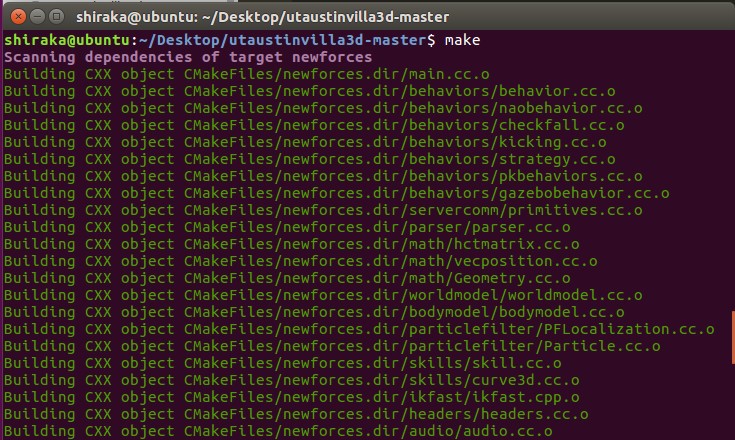 shiraka@ubuntu: ~/Desktop/utaustinvilla3d-master
shiraka@ubuntu:~/Desktop/utaustinvilla3d-master$ make
Scanning dependencies of target newforces
Building CXX object CMakeFiles/newforces.dir/main.cc.o
Building CXX object CMakeFiles/newforces.dir/behaviors/behavior.cc.o
Building CXX object CMakeFiles/newforces.dir/behaviors/naobehavior.cc.o
Building CXX object CMakeFiles/newforces.dir/behaviors/checkfall.cc.o
Building CXX object CMakeFiles/newforces.dir/behaviors/kicking.cc.o
Building CXX object CMakeFiles/newforces.dir/behaviors/strategy.cc.o
Building CXX object CMakeFiles/newforces.dir/behaviors/pkbehaviors.cc.o
Building CXX object CMakeFiles/newforces.dir/behaviors/gazebobehavior.cc.o
Building CXX object CMakeFiles/newforces.dir/servercomm/primitives.cc.o
Building CXX object CMakeFiles/newforces.dir/parser/parser.cc.o
Building CXX object CMakeFiles/newforces.dir/math/hctmatrix.cc.o
Building CXX object CMakeFiles/newforces.dir/math/vecposition.cc.o
Building CXX object CMakeFiles/newforces.dir/math/Geometry.cc.o
Building CXX object CMakeFiles/newforces.dir/worldmodel/worldmodel.cc.o
Building CXX object CMakeFiles/newforces.dir/bodymodel/bodymodel.cc.o
Building CXX object CMakeFiles/newforces.dir/particlefilter/PFLocalization.cc.o
Building CXX object CMakeFiles/newforces.dir/particlefilter/Particle.cc.o
Building CXX object CMakeFiles/newforces.dir/skills/skill.cc.o
Building CXX object CMakeFiles/newforces.dir/skills/curve3d.cc.o
Building CXX object CMakeFiles/newforces.dir/ikfast/ikfast.cpp.o
Building CXX object CMakeFiles/newforces.dir/headers/headers.cc.o
Building CXX object CMakeFiles/newforces.dir/audio/audio.cc.o